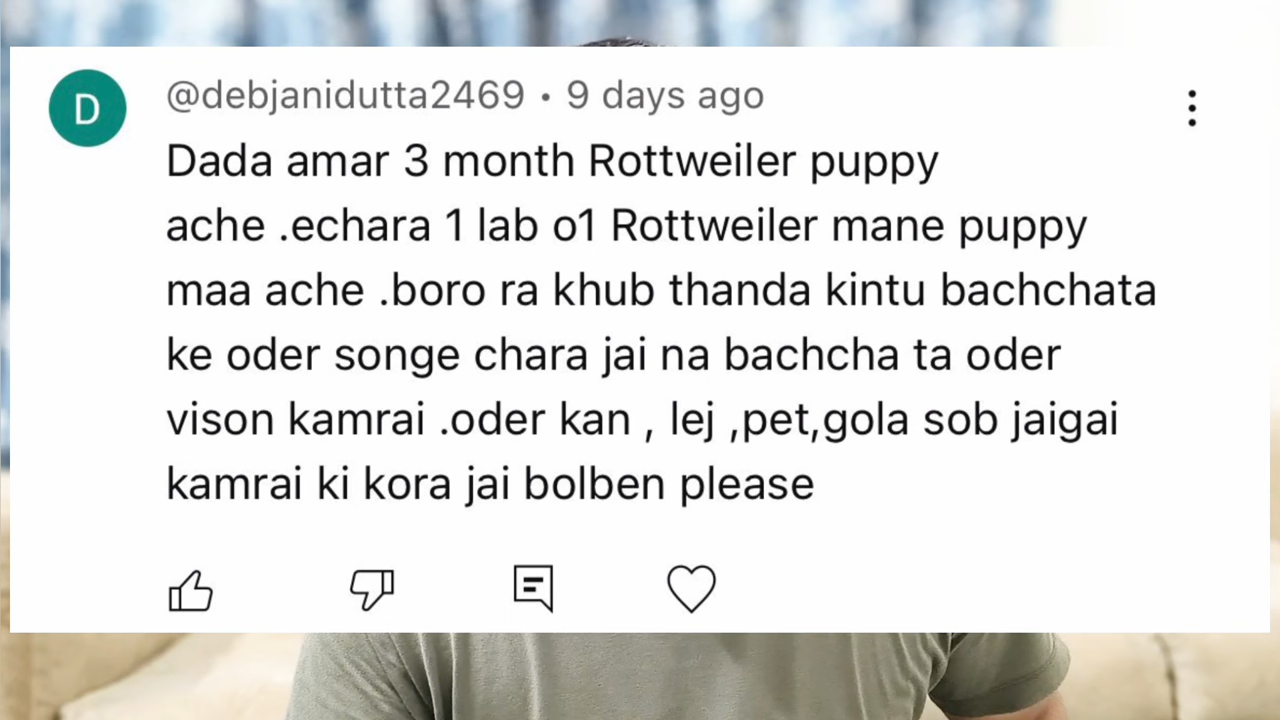 D
@debjanidutta2469 • 9 days ago
Dada amar 3 month Rottweiler puppy
ache .echara 1 lab o1 Rottweiler mane puppy
maa ache .boro ra khub thanda kintu bachchata
ke oder songe chara jai na bachcha ta oder
vison kamrai .oder kan , lej ,pet,gola sob jaigai
kamrai ki kora jai bolben please